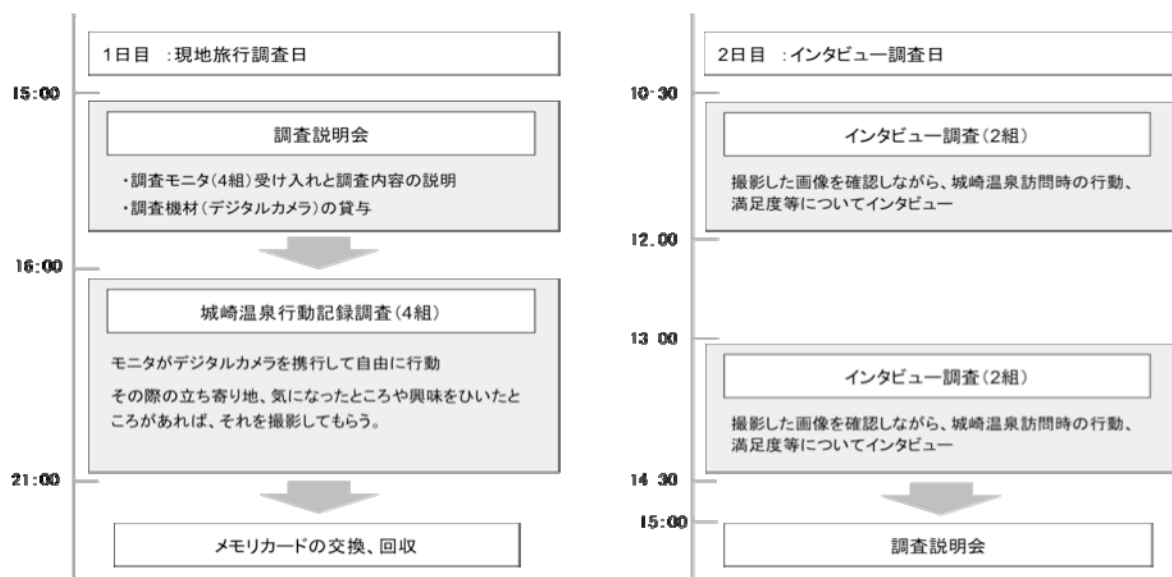 1日目 :現地旅行調査日
15:00
調査説明会
・調査モニタ(4組)受け入れと調査内容の説明
・調査機材(デジタルカメラ)の貸与
16:00
城崎温泉行動記録調査(4組)
モニタがデジタルカメラを携行して自由に行動
その際の立ち寄り地、気になったところや興味をひいたと
ころがあれば、それを撮影してもらう。
21:00
メモリカードの交換、回収
2日目 :インタビュー調査日
10:30
インタビュー調査(2組)
撮影した画像を確認しながら、城崎温泉訪問時の行動、
満足度等についてインタビュー
12:00
13:00
インタビュー調査(2組)
撮影した画像を確認しながら、城崎温泉訪問時の行動、
満足度等についてインタビュー
14:30
15:00
調査説明会